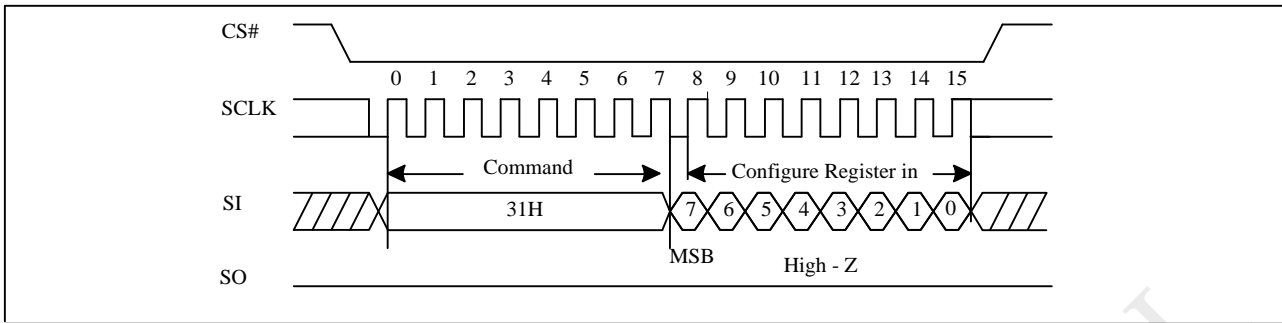 CS#
0 1 2 3 4 5 6 7 8 9 10 11 12 13 14 15
SCLK
Command Configure Register in
SI 31H 7 6 5 4 3 2 1 0
MSB High - Z
SO